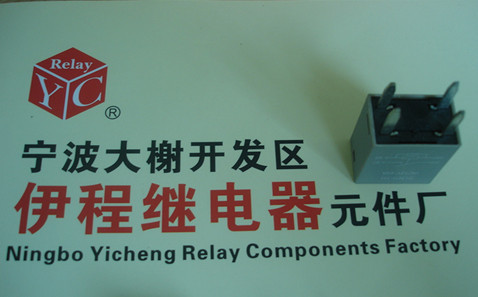 Relay
YC
®
宁波大榭开发区
伊程继电器元件厂
Ningbo Yicheng Relay Components Factory